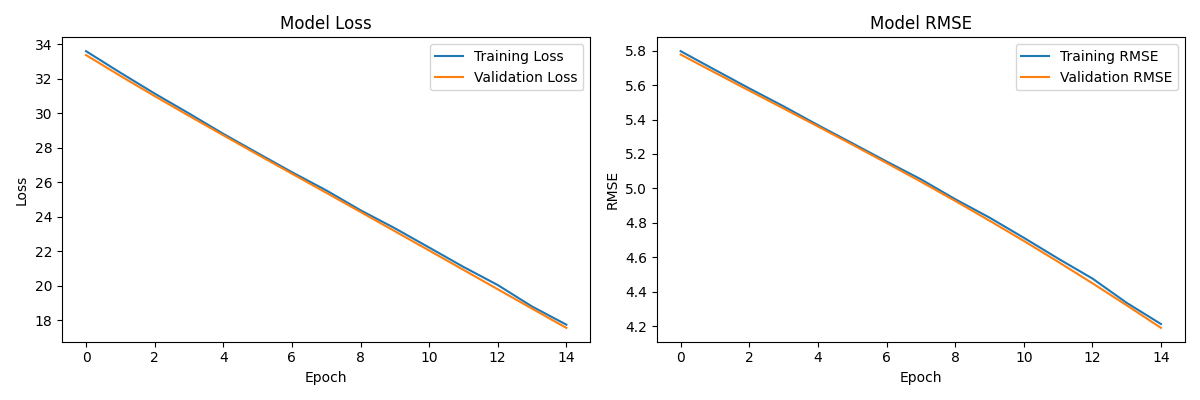 Model Loss
Training Loss
Validation Loss
34
32
30
28
26
24
22
20
18
Loss
0 2 4 6 8 10 12 14
Epoch
Model RMSE
Training RMSE
Validation RMSE
5.8
5.6
5.4
5.2
5.0
4.8
4.6
4.4
4.2
RMSE
0 2 4 6 8 10 12 14
Epoch